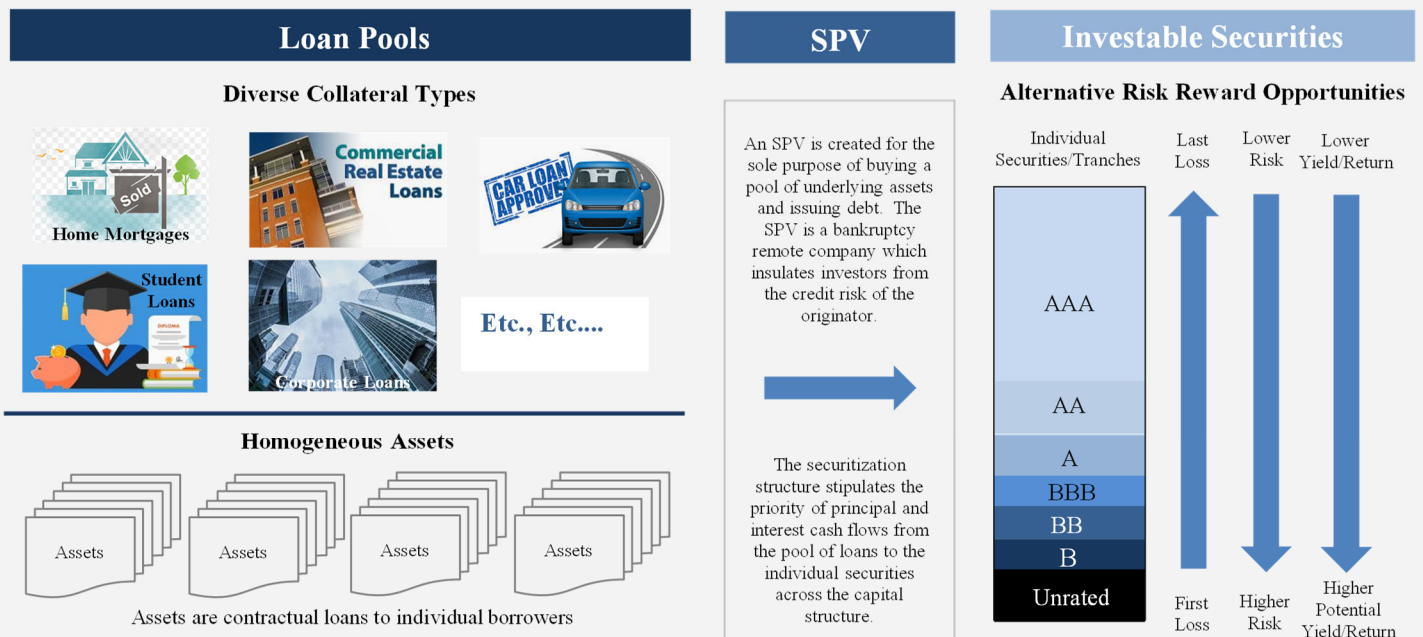 Loan Pools
Diverse Collateral Types
Sold
Home Mortgages
Commercial
Real Estate
Loans
CAR LOAN
APPROVED
Student
Loans
DIPLOMA
Corporate Loans
Etc., Etc....
Homogeneous Assets
Assets
Assets
Assets
Assets
Assets are contractual loans to individual borrowers
SPV
An SPV is created for the
sole purpose of buying a
pool of underlying assets
and issuing debt. The
SPV is a bankruptcy
remote company which
insulates investors from
the credit risk of the
originator.
The securitization
structure stipulates the
priority of principal and
interest cash flows from
the pool of loans to the
individual securities
across the capital
structure.
Investable Securities
Alternative Risk Reward Opportunities
Individual
Securities/Tranches
Last
Loss
Lower
Risk
Lower
Yield/Return
AAA
AA
A
BBB
BB
B
Unrated
First
Loss
Higher
Risk
Higher
Potential
Yield/Return